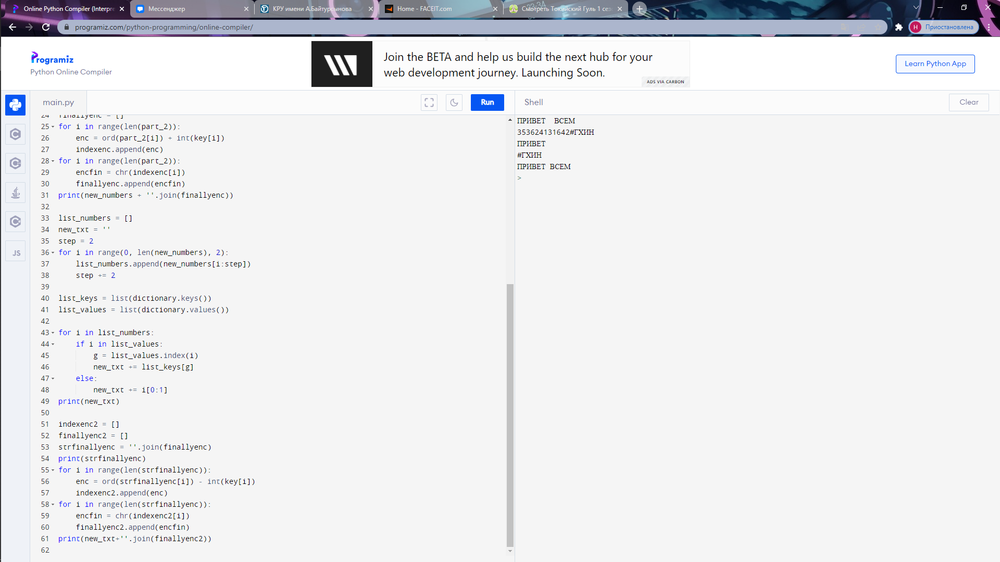 Online Python Compiler (Interpre
Мессенджер
КРУ имени А.Байтурсынова
Home - FACEIT.com
Смотреть Токийский Гуль 1 сез
programiz.com/python-programming/online-compiler/
H
Приостановлена
Programiz
Python Online Compiler
Join the BETA and help us build the next hub for your
web development journey. Launching Soon.
ADS VIA CARBON
Learn Python App
main.py
Run
Shell
Clear
JS
24 finallyenc = []
25 for i in range(len(part_2)):
26     enc = ord(part_2[i]) + int(key[i])
27     indexenc.append(enc)
28 for i in range(len(part_2)):
29     encfin = chr(indexenc[i])
30     finallyenc.append(encfin)
31 print(new_numbers + ''.join(finallyenc))
32
33 list_numbers = []
34 new_txt = ''
35 step = 2
36 for i in range(0, len(new_numbers), 2):
37     list_numbers.append(new_numbers[i:step])
38     step += 2
39
40 list_keys = list(dictionary.keys())
41 list_values = list(dictionary.values())
42
43 for i in list_numbers:
44     if i in list_values:
45         g = list_values.index(i)
46         new_txt += list_keys[g]
47     else:
48         new_txt += i[0:1]
49 print(new_txt)
50
51 indexenc2 = []
52 finallyenc2 = []
53 strfinallyenc = ''.join(finallyenc)
54 print(strfinallyenc)
55 for i in range(len(strfinallyenc)):
56     enc = ord(strfinallyenc[i]) - int(key[i])
57     indexenc2.append(enc)
58 for i in range(len(strfinallyenc)):
59     encfin = chr(indexenc2[i])
60     finallyenc2.append(encfin)
61 print(new_txt+''.join(finallyenc2))
62
ПРИВЕТ  ВСЕМ
353624131642#ГХИН
ПРИВЕТ
#ГХИН
ПРИВЕТ ВСЕМ
>